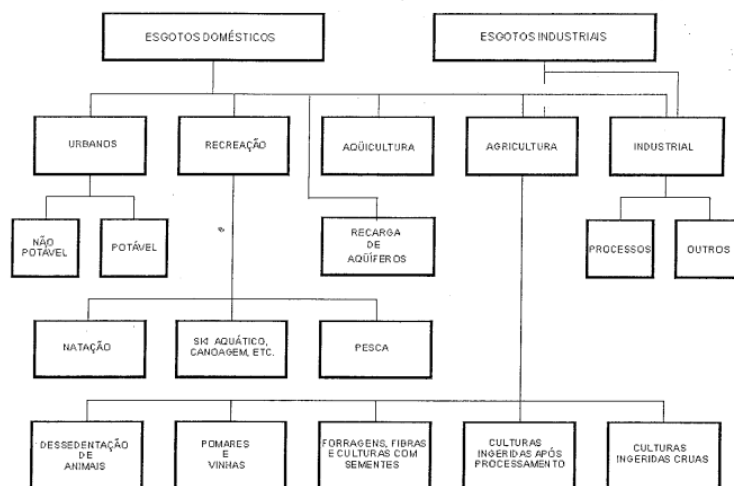 ESGOTOS DOMÉSTICOS
ESGOTOS INDUSTRIAIS
URBANOS
RECREAÇÃO
AQÜICULTURA
AGRICULTURA
INDUSTRIAL
NÃO
POTÁVEL
POTÁVEL
RECARGA
DE
AQÜÍFEROS
PROCESSOS
OUTROS
NATAÇÃO
SKI AQUÁTICO,
CANOAGEM, ETC.
PESCA
DESSEDENTAÇÃO
DE
ANIMAIS
POMARES
E
VINHAS
FORRAGENS, FIBRAS
E CULTURAS COM
SEMENTES
CULTURAS
INGERIDAS APÓS
PROCESSAMENTO
CULTURAS
INGERIDAS CRUAS